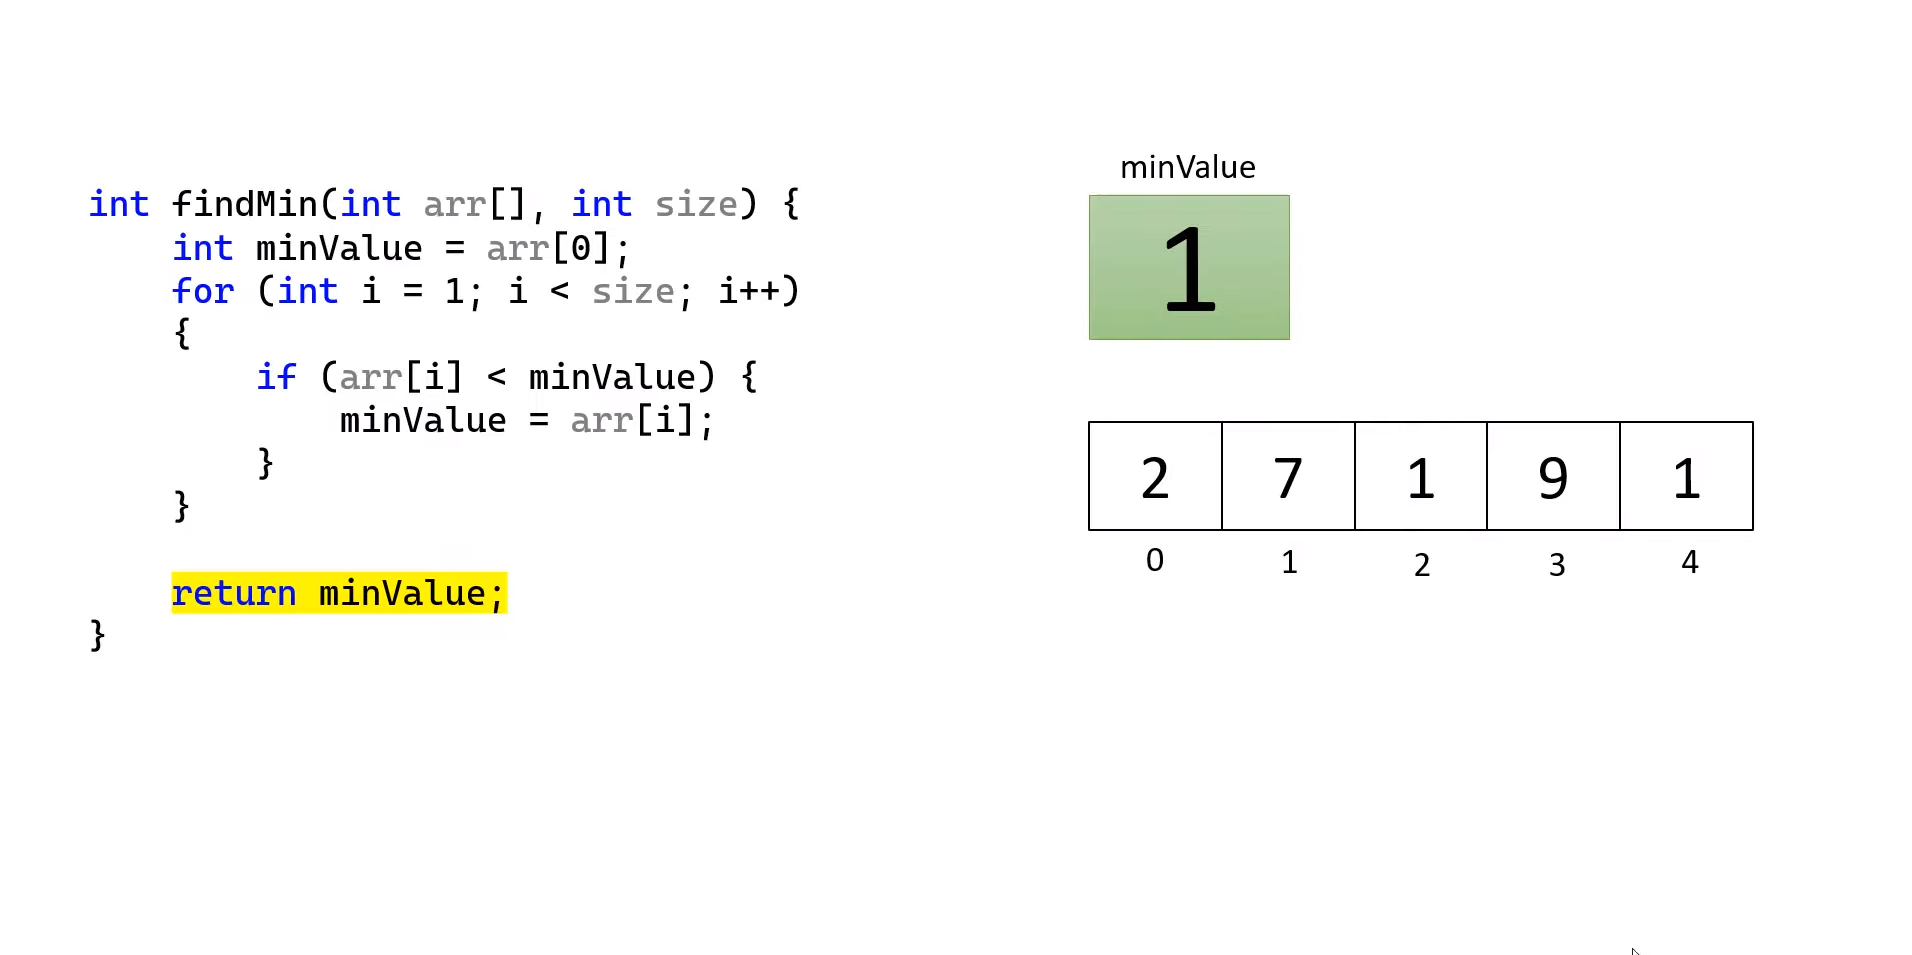 int findMin(int arr[], int size) {
    int minValue = arr[0];
    for (int i = 1; i < size; i++)
    {
        if (arr[i] < minValue) {
            minValue = arr[i];
        }
    }

    return minValue;
}
minValue
1
2 7 1 9 1
0 1 2 3 4